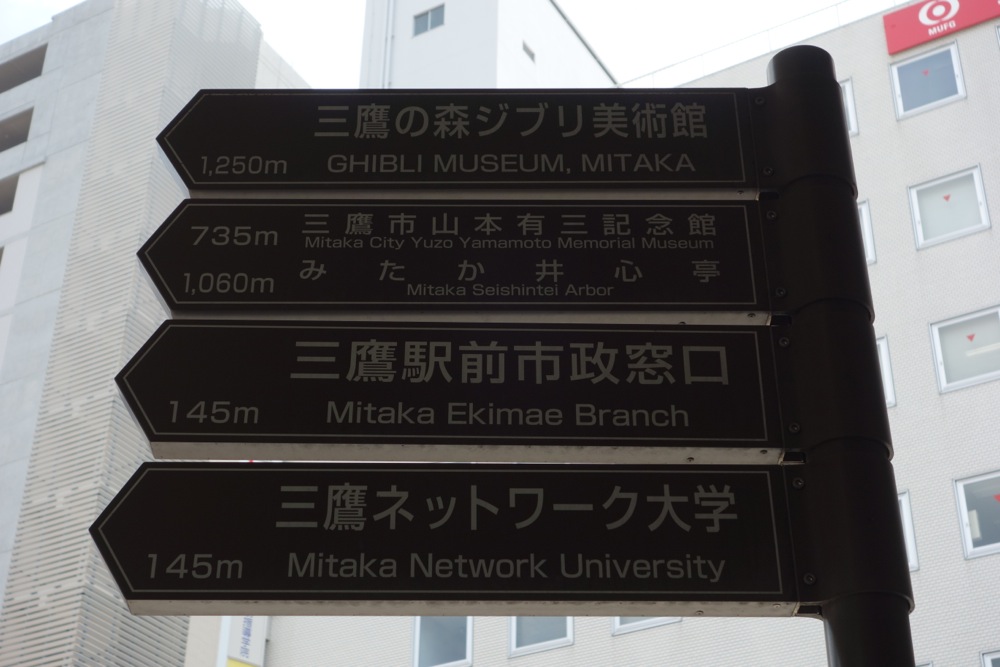 MUFG
三鷹の森ジブリ美術館
1,250m GHIBLI MUSEUM, MITAKA
735m 三鷹市山本有三記念館
Mitaka City Yuzo Yamamoto Memorial Museum
1,060m みたか井心亭
Mitaka Seishintei Arbor
三鷹駅前市政窓口
145m Mitaka Ekimae Branch
三鷹ネットワーク大学
145m Mitaka Network University